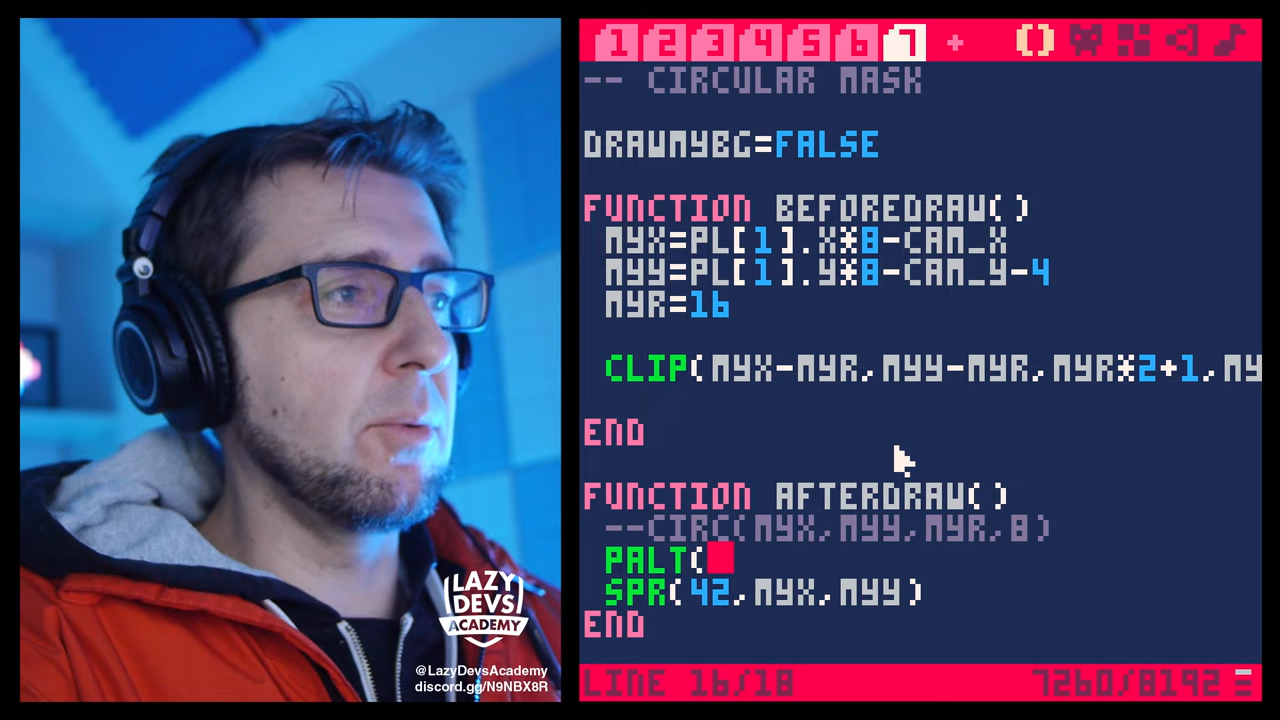 1 2 3 4 5 6 7 + ()
-- CIRCULAR MASK
DRAWMYBG=FALSE
FUNCTION BEFOREDRAW()
MYX=PL[1].X*8-CAM_X
MYY=PL[1].Y*8-CAM_Y-4
MYR=16
CLIP(MYX-MYR,MYY-MYR,MYR*2+1,MY
END
FUNCTION AFTERDRAW()
--CIRC(MYX,MYY,MYR,8)
PALT(
SPR(42,MYX,MYY)
END
LINE 16/18
7260/8192
LAZY
DEVS
ACADEMY
@LazyDevsAcademy
discord.gg/N9NBX8R